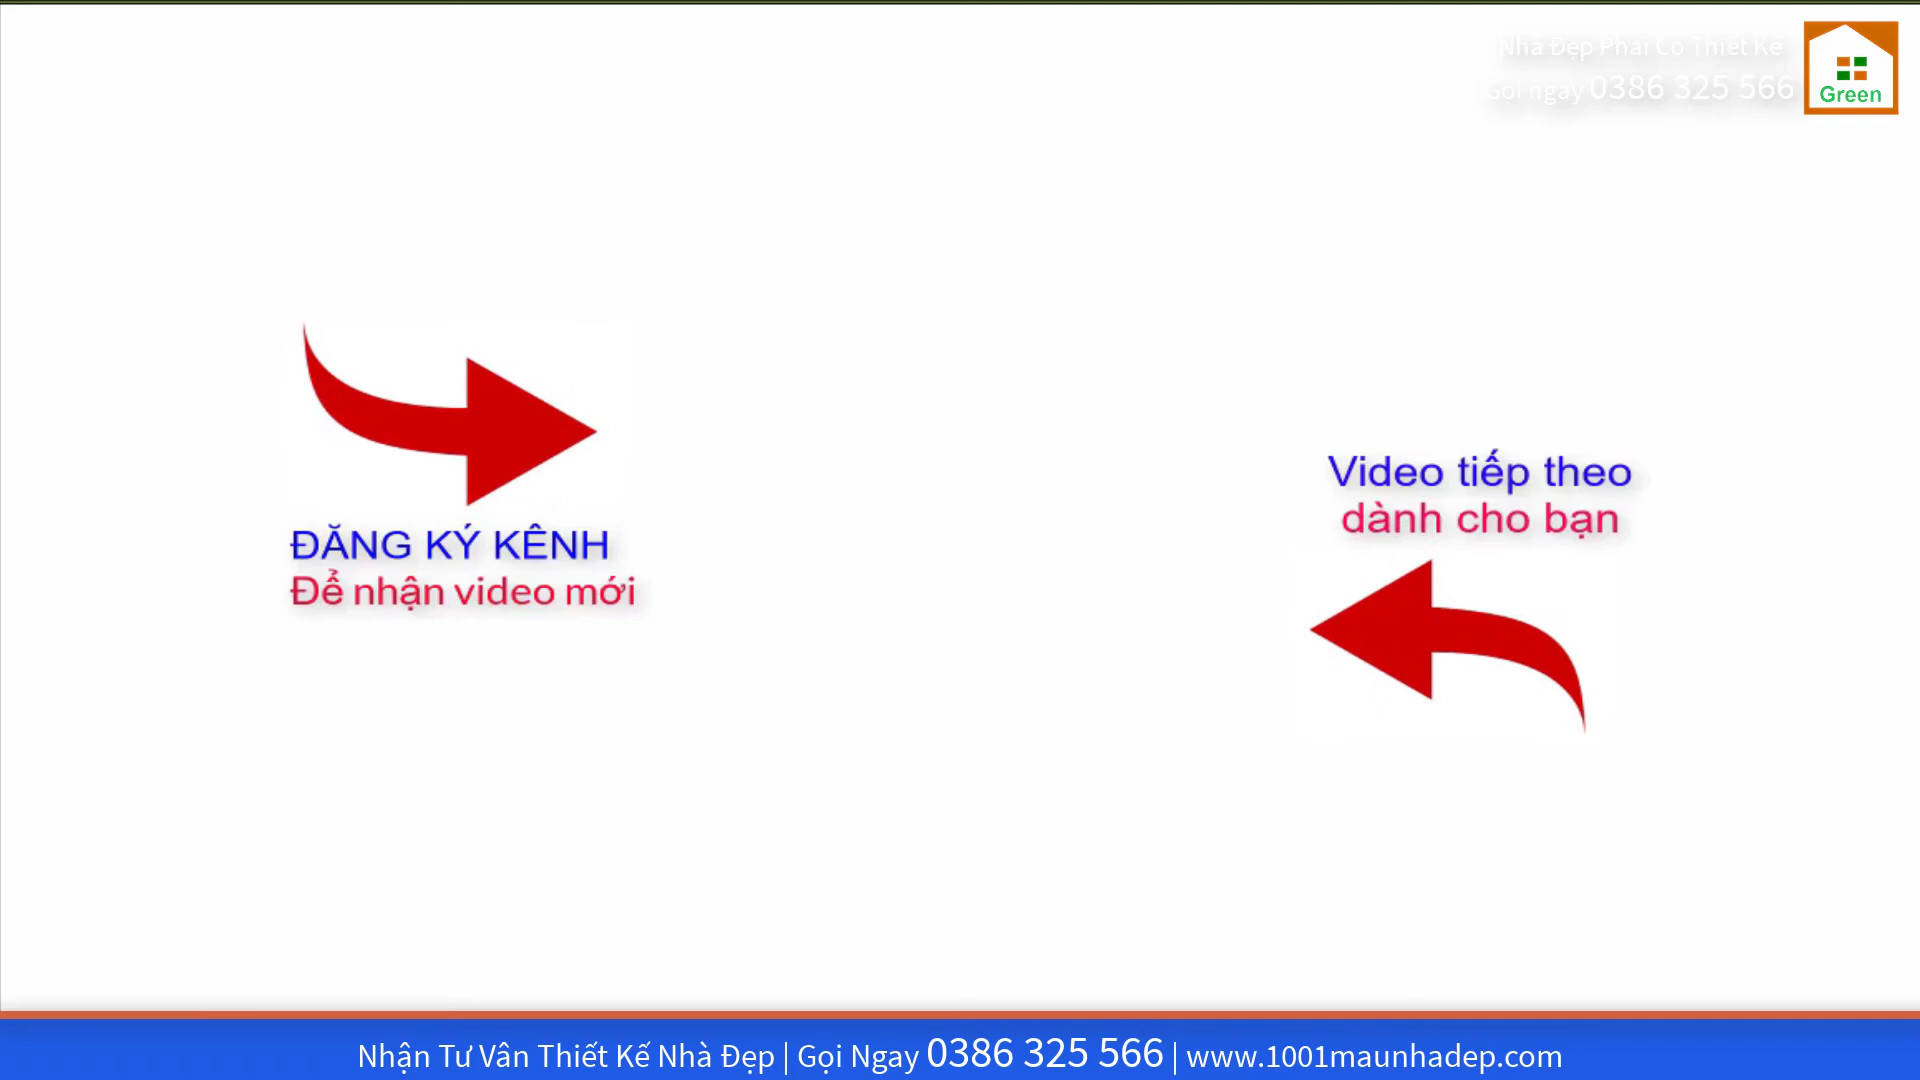 Nhà Đẹp Phải Có Thiết Kế
Gọi ngay 0386 325 566
Green
ĐĂNG KÝ KÊNH
Để nhận video mới
Video tiếp theo
dành cho bạn
Nhận Tư Vân Thiết Kế Nhà Đẹp | Gọi Ngay 0386 325 566 | www.1001maunhadep.com